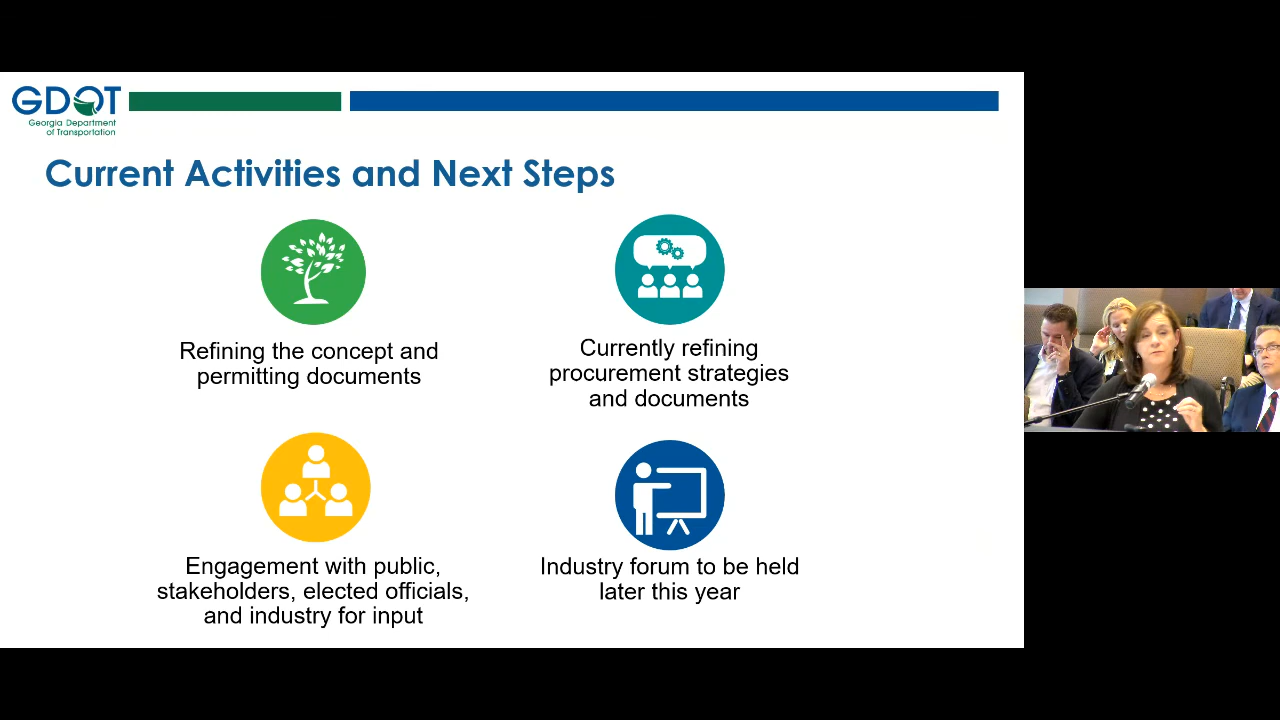 GDOT
Georgia Department
of Transportation
Current Activities and Next Steps
Refining the concept and
permitting documents
Currently refining
procurement strategies
and documents
Engagement with public,
stakeholders, elected officials,
and industry for input
Industry forum to be held
later this year